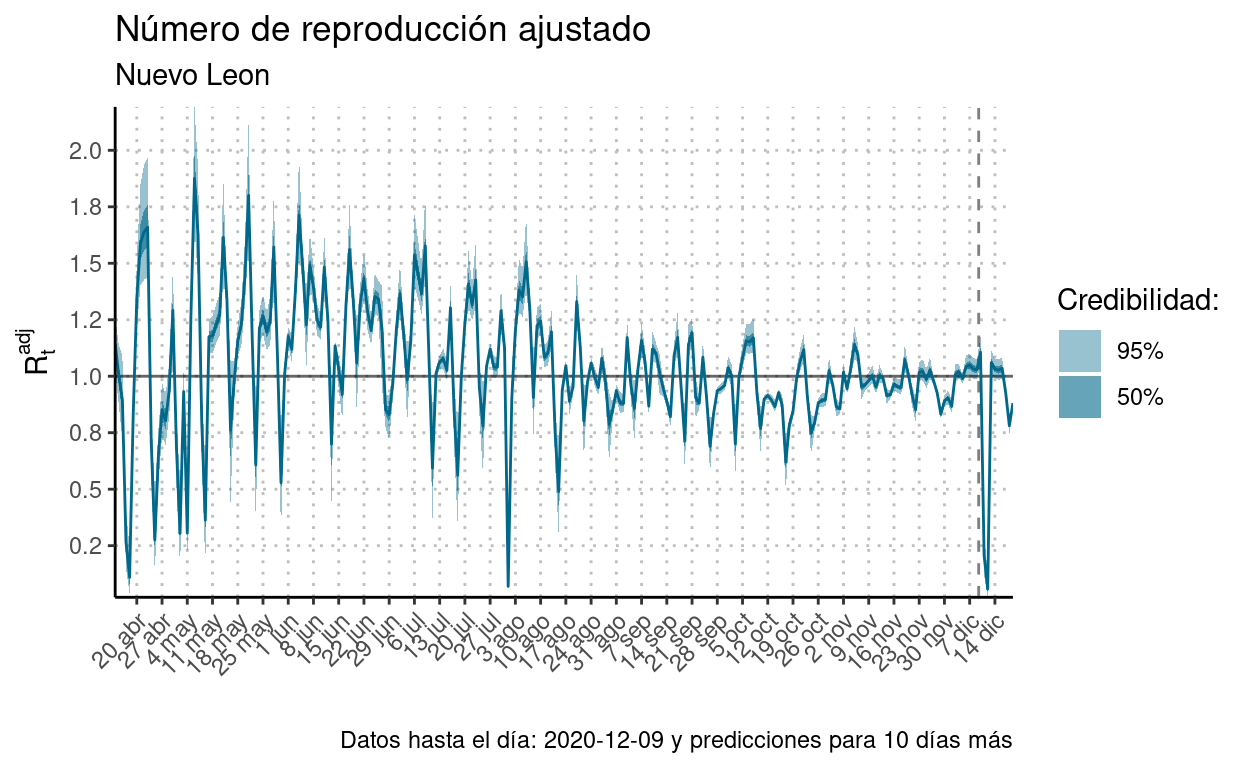 Número de reproducción ajustado
Nuevo Leon
R_t^adj
2.0
1.8
1.5
1.2
1.0
0.8
0.5
0.2
20 abr
27 abr
4 may
11 may
18 may
25 may
1 jun
8 jun
15 jun
22 jun
29 jun
6 jul
13 jul
20 jul
27 jul
3 ago
10 ago
17 ago
24 ago
31 ago
7 sep
14 sep
21 sep
28 sep
5 oct
12 oct
19 oct
26 oct
2 nov
9 nov
16 nov
23 nov
30 nov
7 dic
14 dic
Credibilidad:
95%
50%
Datos hasta el día: 2020-12-09 y predicciones para 10 días más